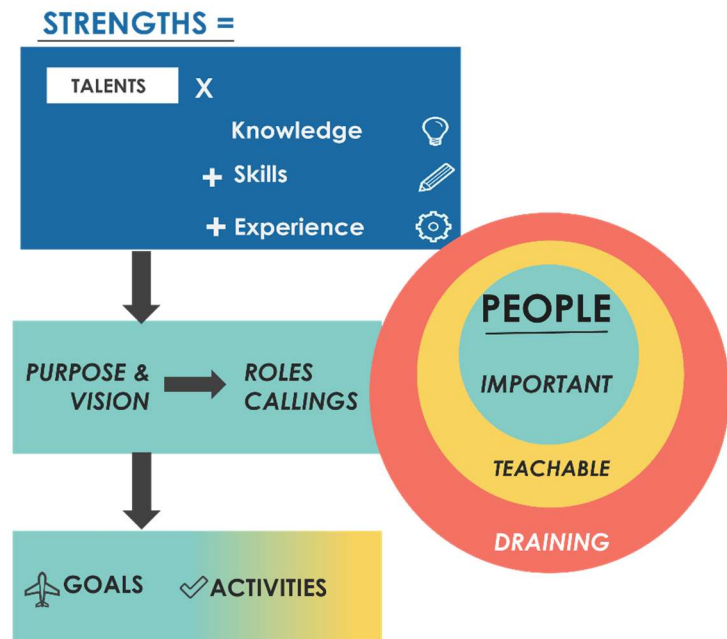 STRENGTHS =
TALENTS X
Knowledge
+ Skills
+ Experience
PURPOSE &
VISION
ROLES
CALLINGS
PEOPLE
IMPORTANT
TEACHABLE
DRAINING
GOALS
ACTIVITIES